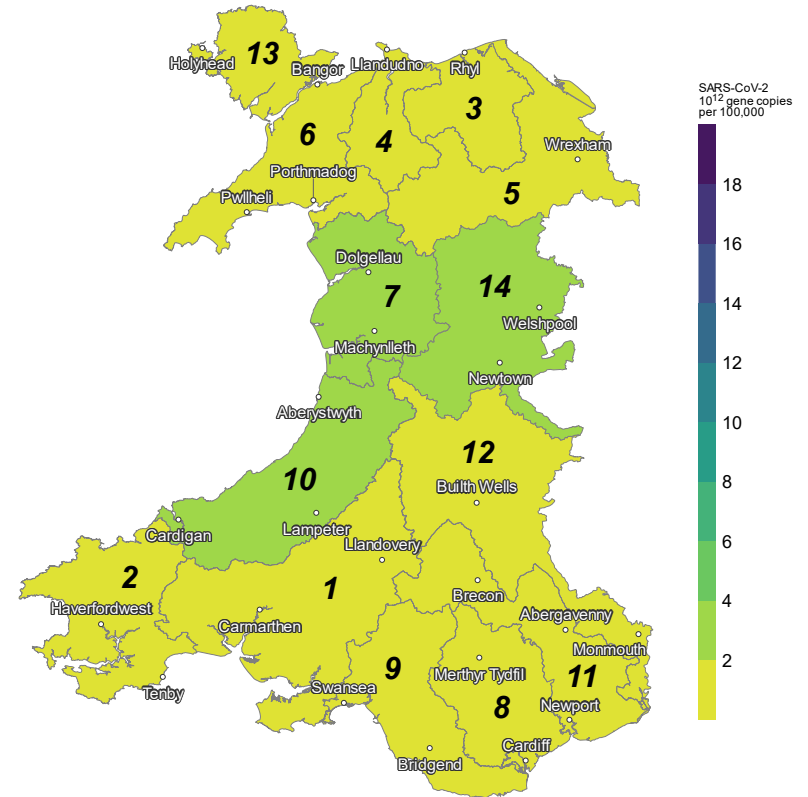 SARS-CoV-2
10¹² gene copies
per 100,000
18
16
14
12
10
8
6
4
2
13
Holyhead
Bangor
Llandudno
Rhyl
3
6
4
Wrexham
Porthmadog
Pwllheli
5
Dolgellau
7
14
Welshpool
Machynlleth
Newtown
Aberystwyth
12
10
Builth Wells
Lampeter
Cardigan
Llandovery
2
1
Brecon
Haverfordwest
Abergavenny
Carmarthen
Monmouth
9
Merthyr Tydfil
11
Tenby
Swansea
8
Newport
Cardiff
Bridgend